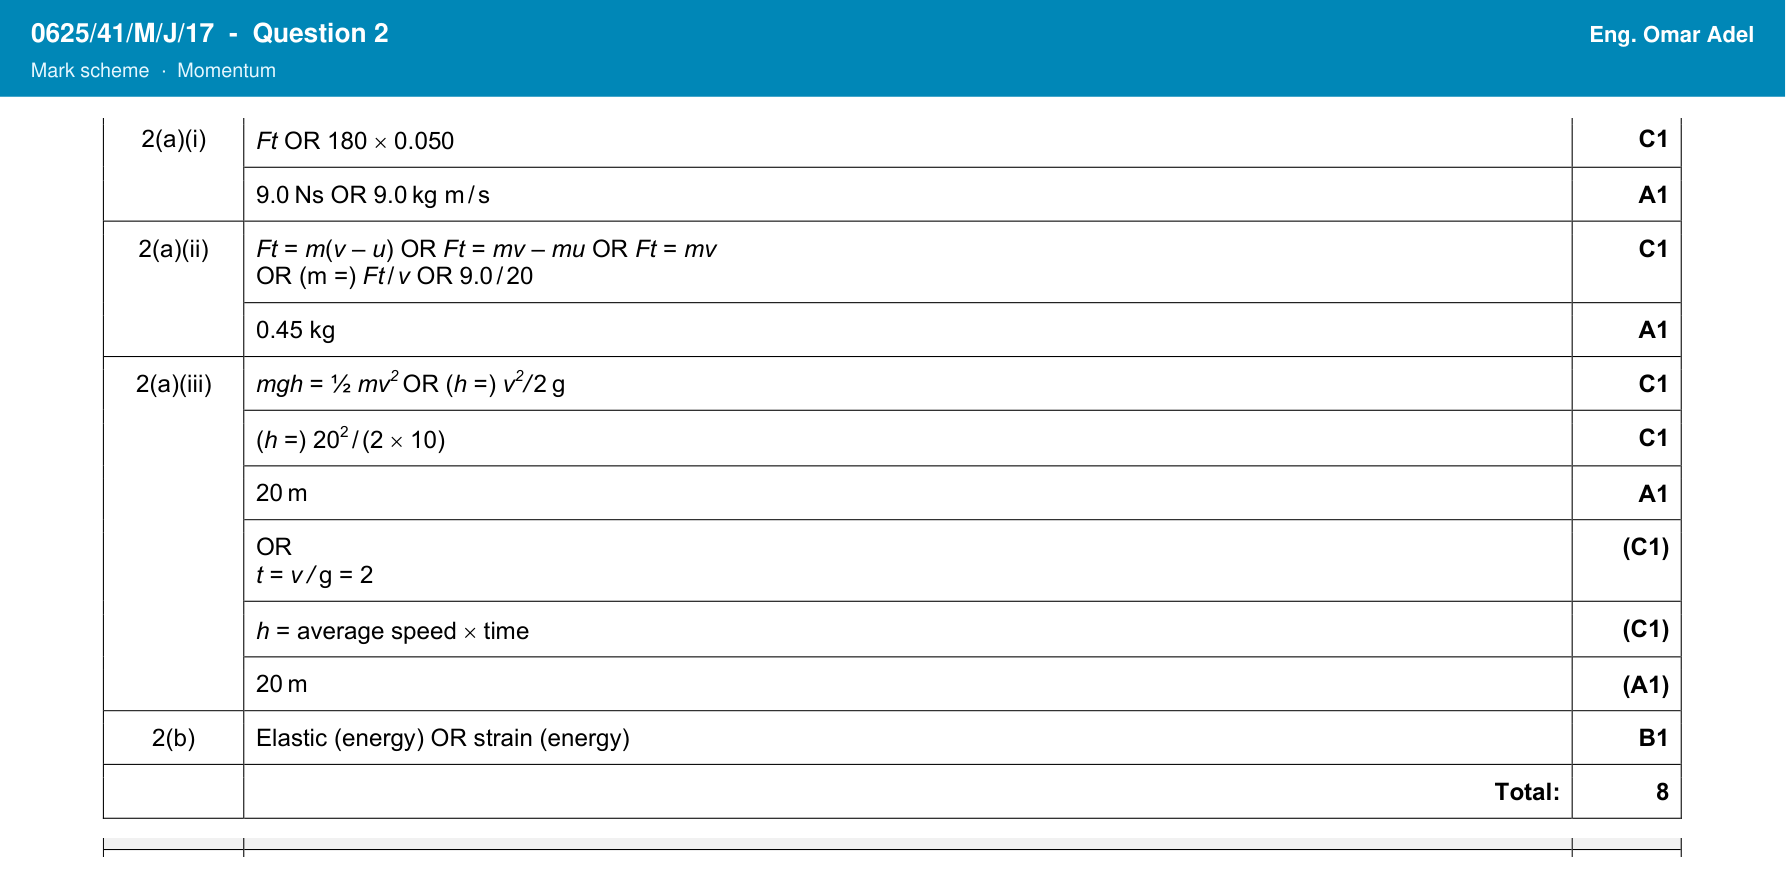 0625/41/M/J/17 - Question 2
Eng. Omar Adel
Mark scheme · Momentum
2(a)(i) Ft OR 180 × 0.050 C1
9.0 Ns OR 9.0 kg m/s A1
2(a)(ii) Ft = m(v – u) OR Ft = mv – mu OR Ft = mv C1
OR (m =) Ft/v OR 9.0/20
0.45 kg A1
2(a)(iii) mgh = ½ mv² OR (h =) v²/2 g C1
(h =) 20²/(2 × 10) C1
20 m A1
OR (C1)
t = v/g = 2
h = average speed × time (C1)
20 m (A1)
2(b) Elastic (energy) OR strain (energy) B1
Total: 8